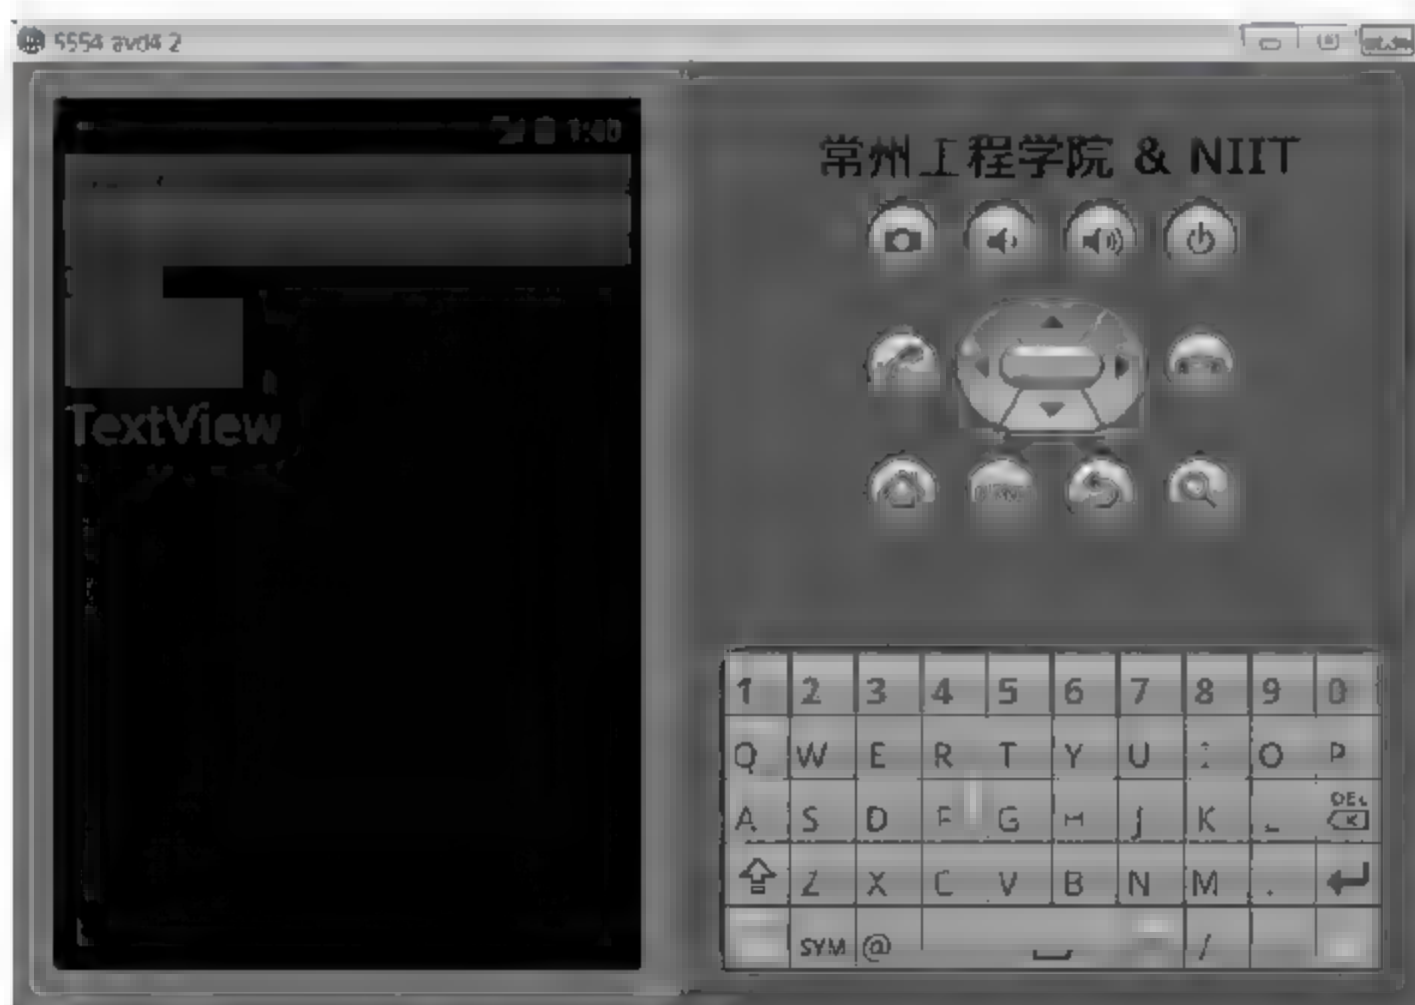 5554 avd4 2
1:40
TextView
常州工程学院 & NIIT
1 2 3 4 5 6 7 8 9 0
Q W E R T Y U O P
A S D F G H J K DEL
Z X C V B N M .
SYM @ /